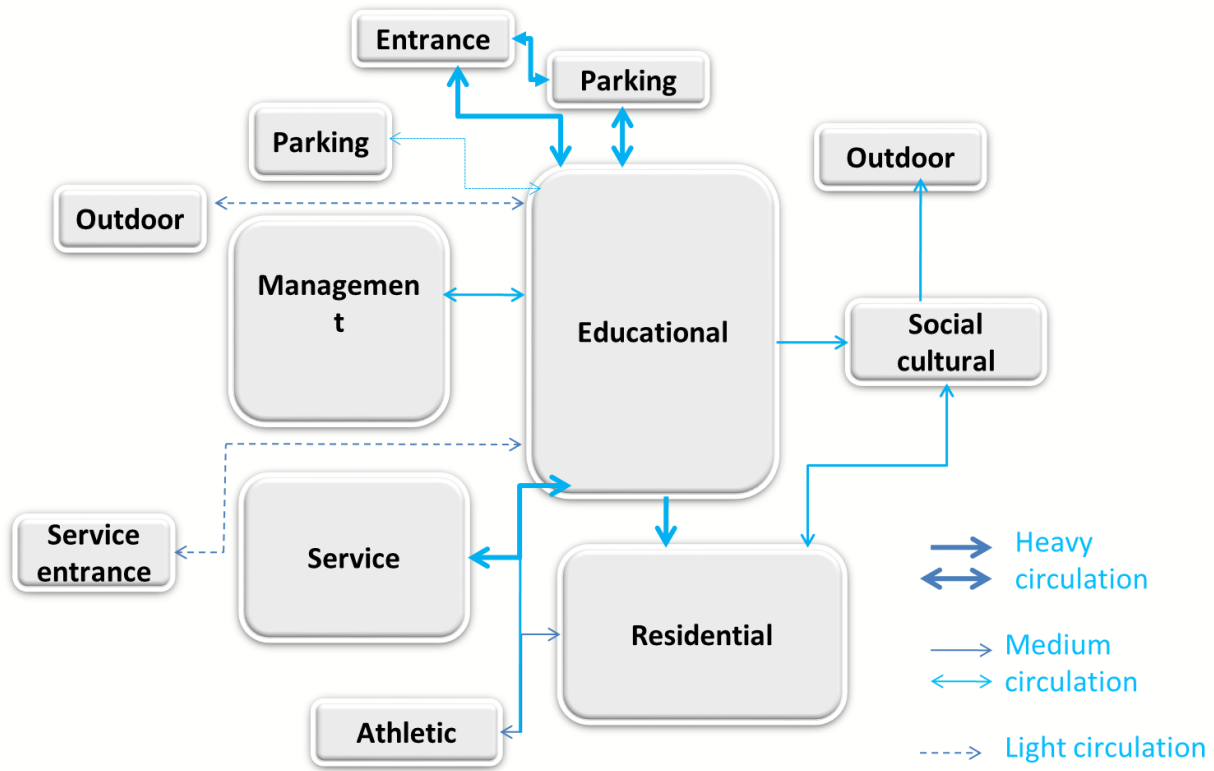 Entrance
Parking
Parking
Outdoor
Outdoor
Managemen
t
Educational
Social
cultural
Service
entrance
Service
Residential
Athletic
Heavy
circulation
Medium
circulation
Light circulation